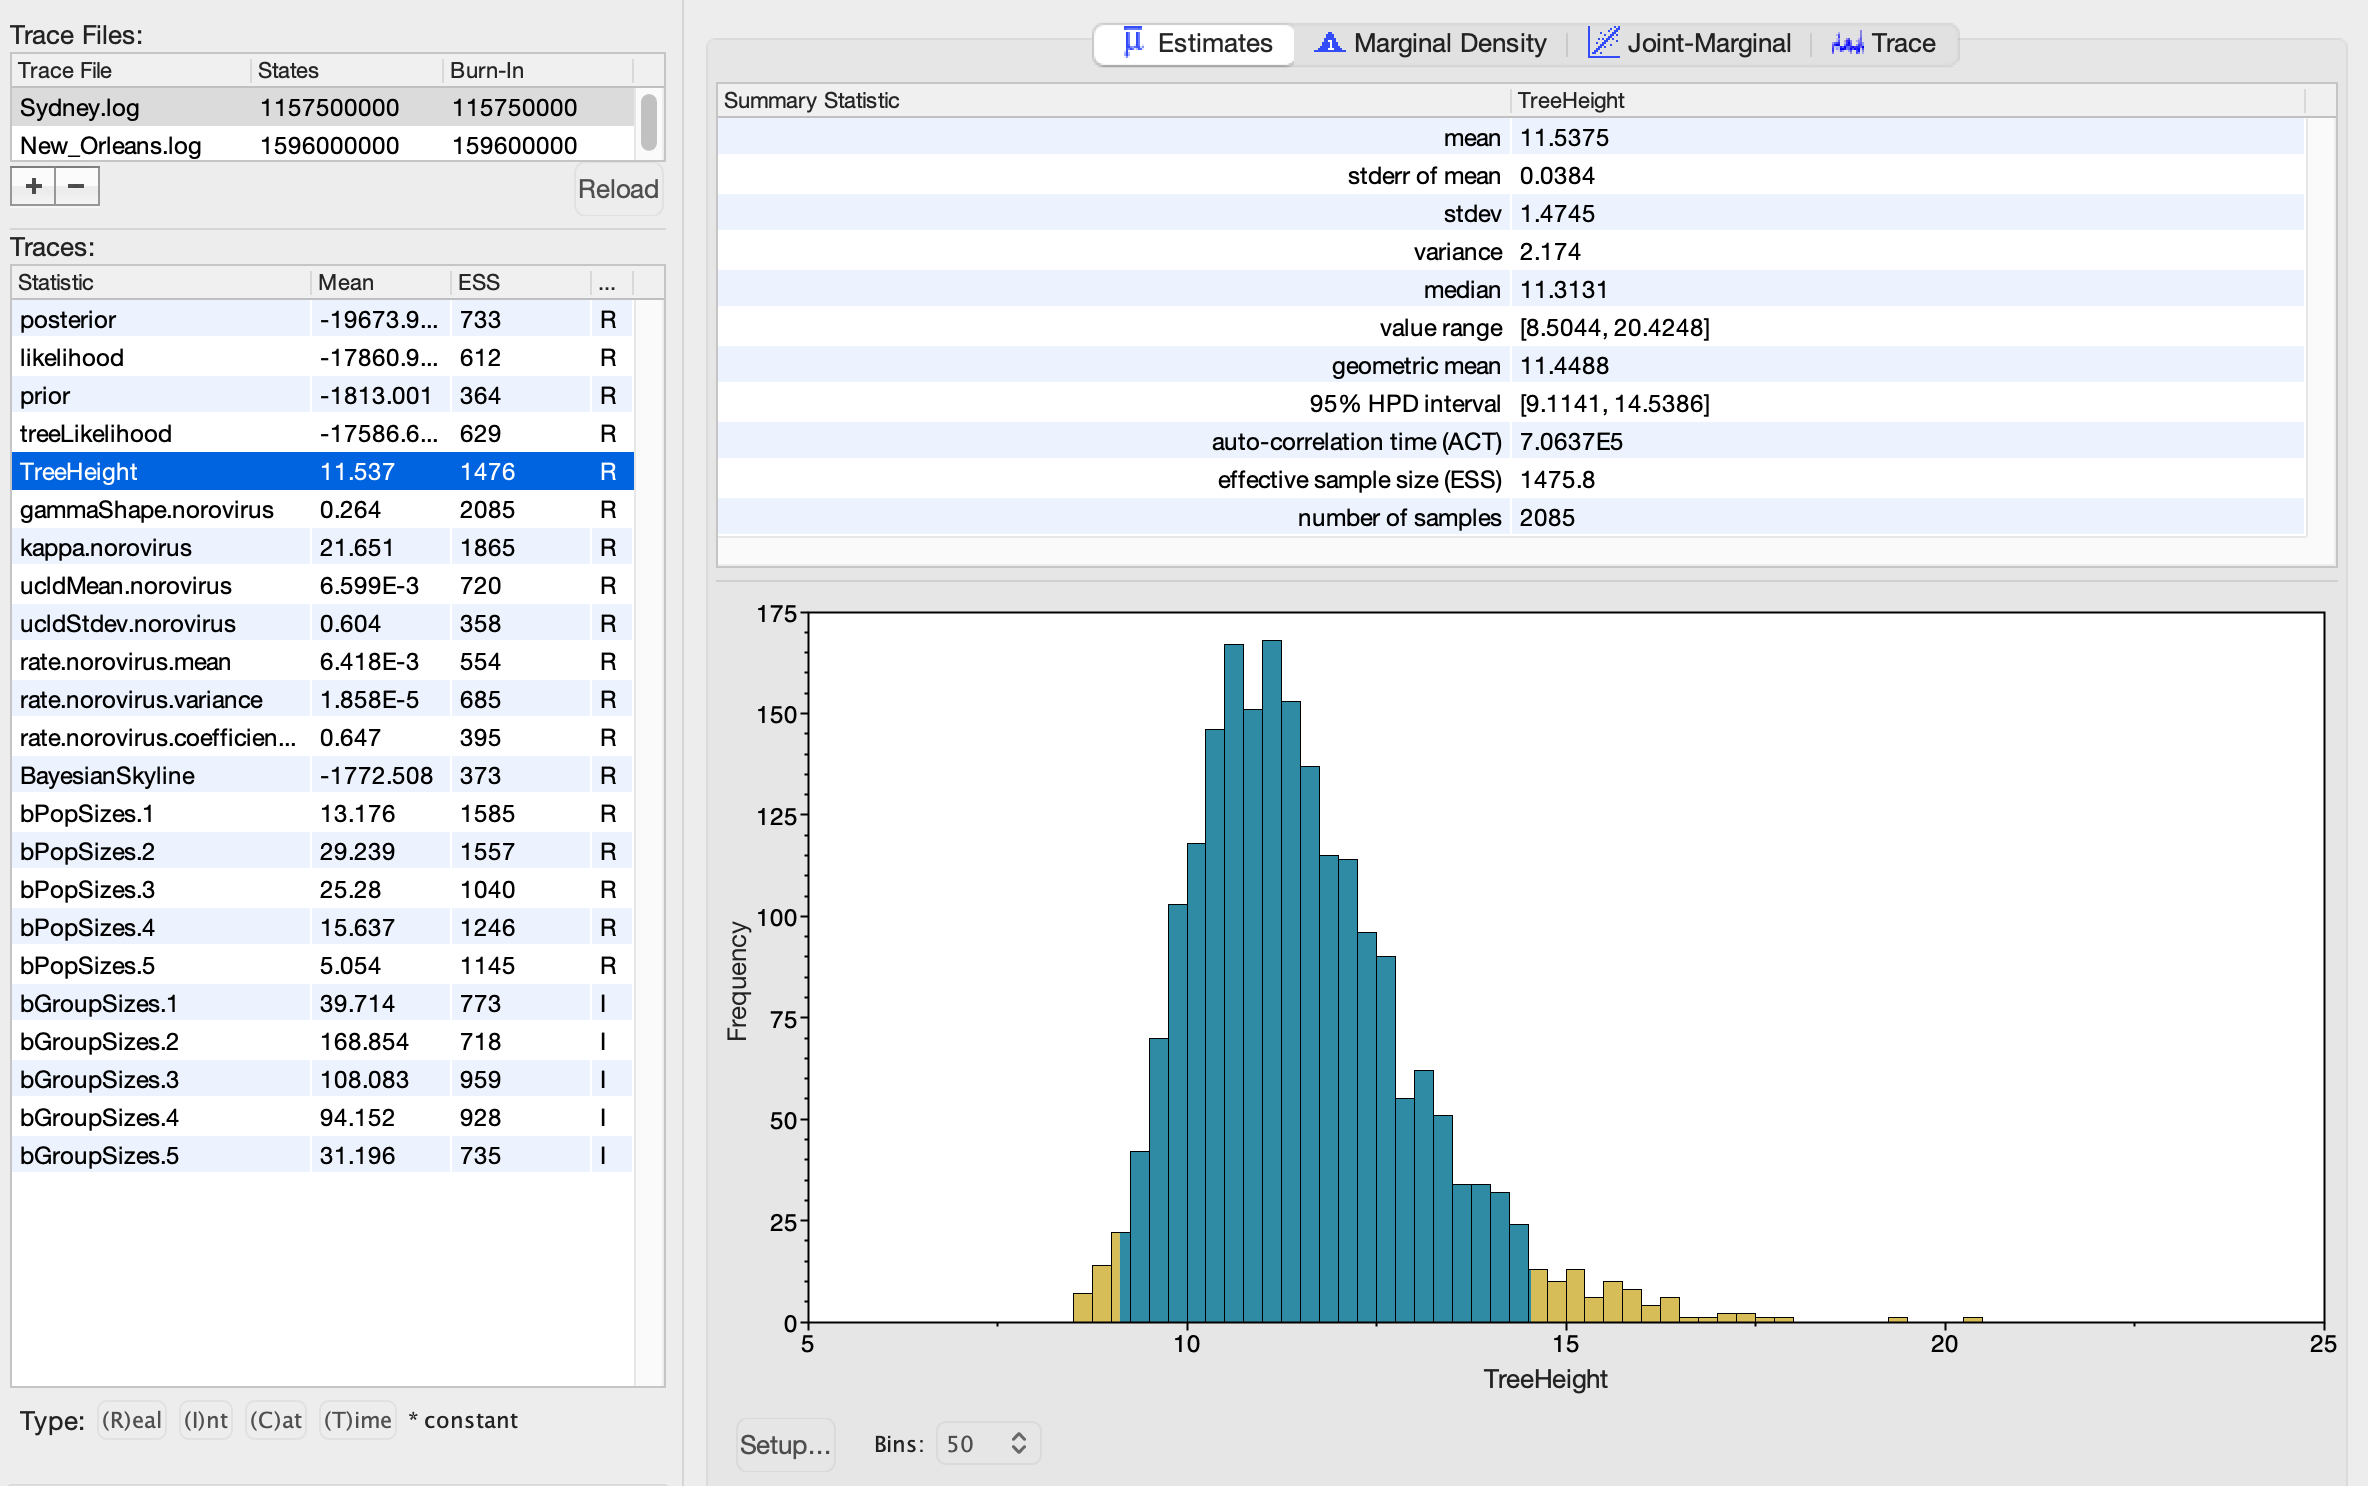 Trace Files:
Trace File States Burn-In
Sydney.log 1157500000 115750000
New_Orleans.log 1596000000 159600000
+ −
Reload
Traces:
Statistic Mean ESS ...
posterior -19673.9... 733 R
likelihood -17860.9... 612 R
prior -1813.001 364 R
treeLikelihood -17586.6... 629 R
TreeHeight 11.537 1476 R
gammaShape.norovirus 0.264 2085 R
kappa.norovirus 21.651 1865 R
ucldMean.norovirus 6.599E-3 720 R
ucldStdev.norovirus 0.604 358 R
rate.norovirus.mean 6.418E-3 554 R
rate.norovirus.variance 1.858E-5 685 R
rate.norovirus.coefficien... 0.647 395 R
BayesianSkyline -1772.508 373 R
bPopSizes.1 13.176 1585 R
bPopSizes.2 29.239 1557 R
bPopSizes.3 25.28 1040 R
bPopSizes.4 15.637 1246 R
bPopSizes.5 5.054 1145 R
bGroupSizes.1 39.714 773 I
bGroupSizes.2 168.854 718 I
bGroupSizes.3 108.083 959 I
bGroupSizes.4 94.152 928 I
bGroupSizes.5 31.196 735 I
Type: (R)eal (I)nt (C)at (T)ime * constant
Estimates Marginal Density Joint-Marginal Trace
Summary Statistic TreeHeight
mean 11.5375
stderr of mean 0.0384
stdev 1.4745
variance 2.174
median 11.3131
value range [8.5044, 20.4248]
geometric mean 11.4488
95% HPD interval [9.1141, 14.5386]
auto-correlation time (ACT) 7.0637E5
effective sample size (ESS) 1475.8
number of samples 2085
175
150
125
100
75
50
25
0
Frequency
5 10 15 20 25
TreeHeight
Setup... Bins: 50